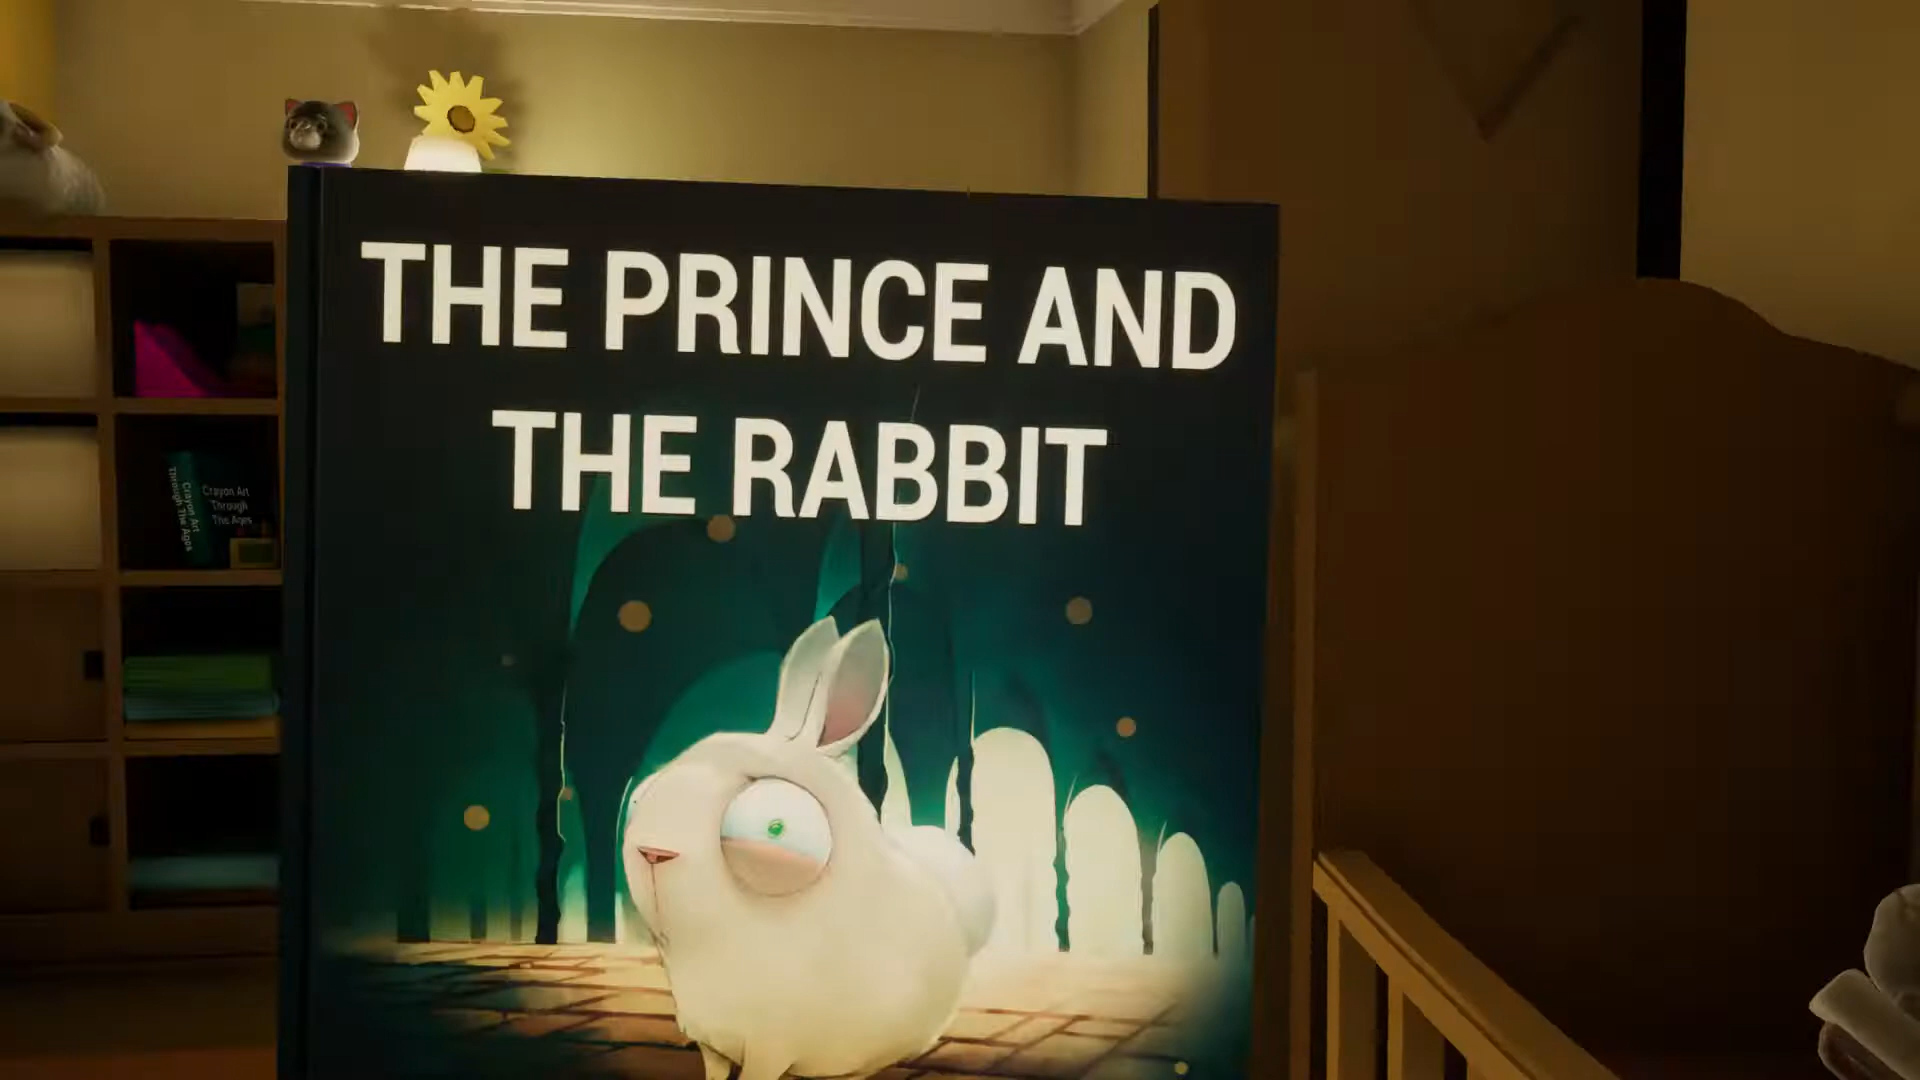 THE PRINCE AND
THE RABBIT
Crayon Art
Through The Ages
Crayon Art
Through
The Ages